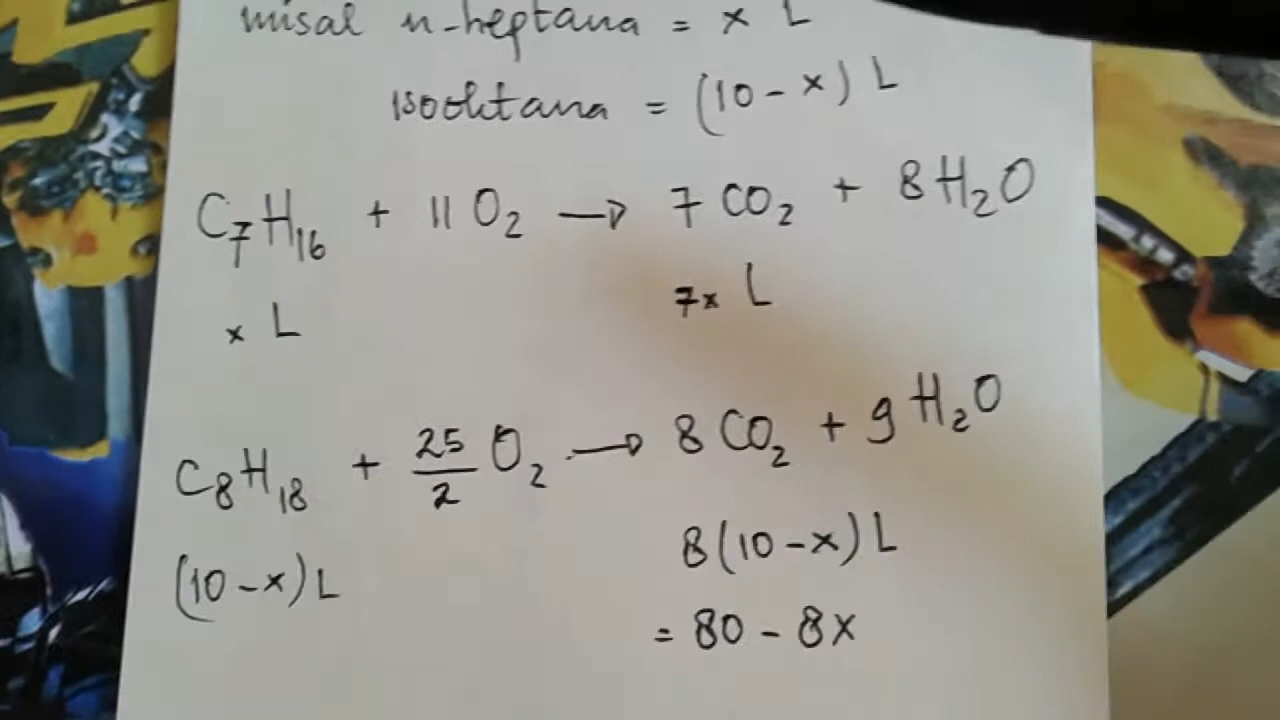 misal n-heptana = x L
isooktana = (10 - x) L
C₇H₁₆ + 11 O₂ → 7 CO₂ + 8 H₂O
x L 7x L
C₈H₁₈ + 25/2 O₂ → 8 CO₂ + 9 H₂O
(10 - x) L 8(10 - x) L
= 80 - 8x